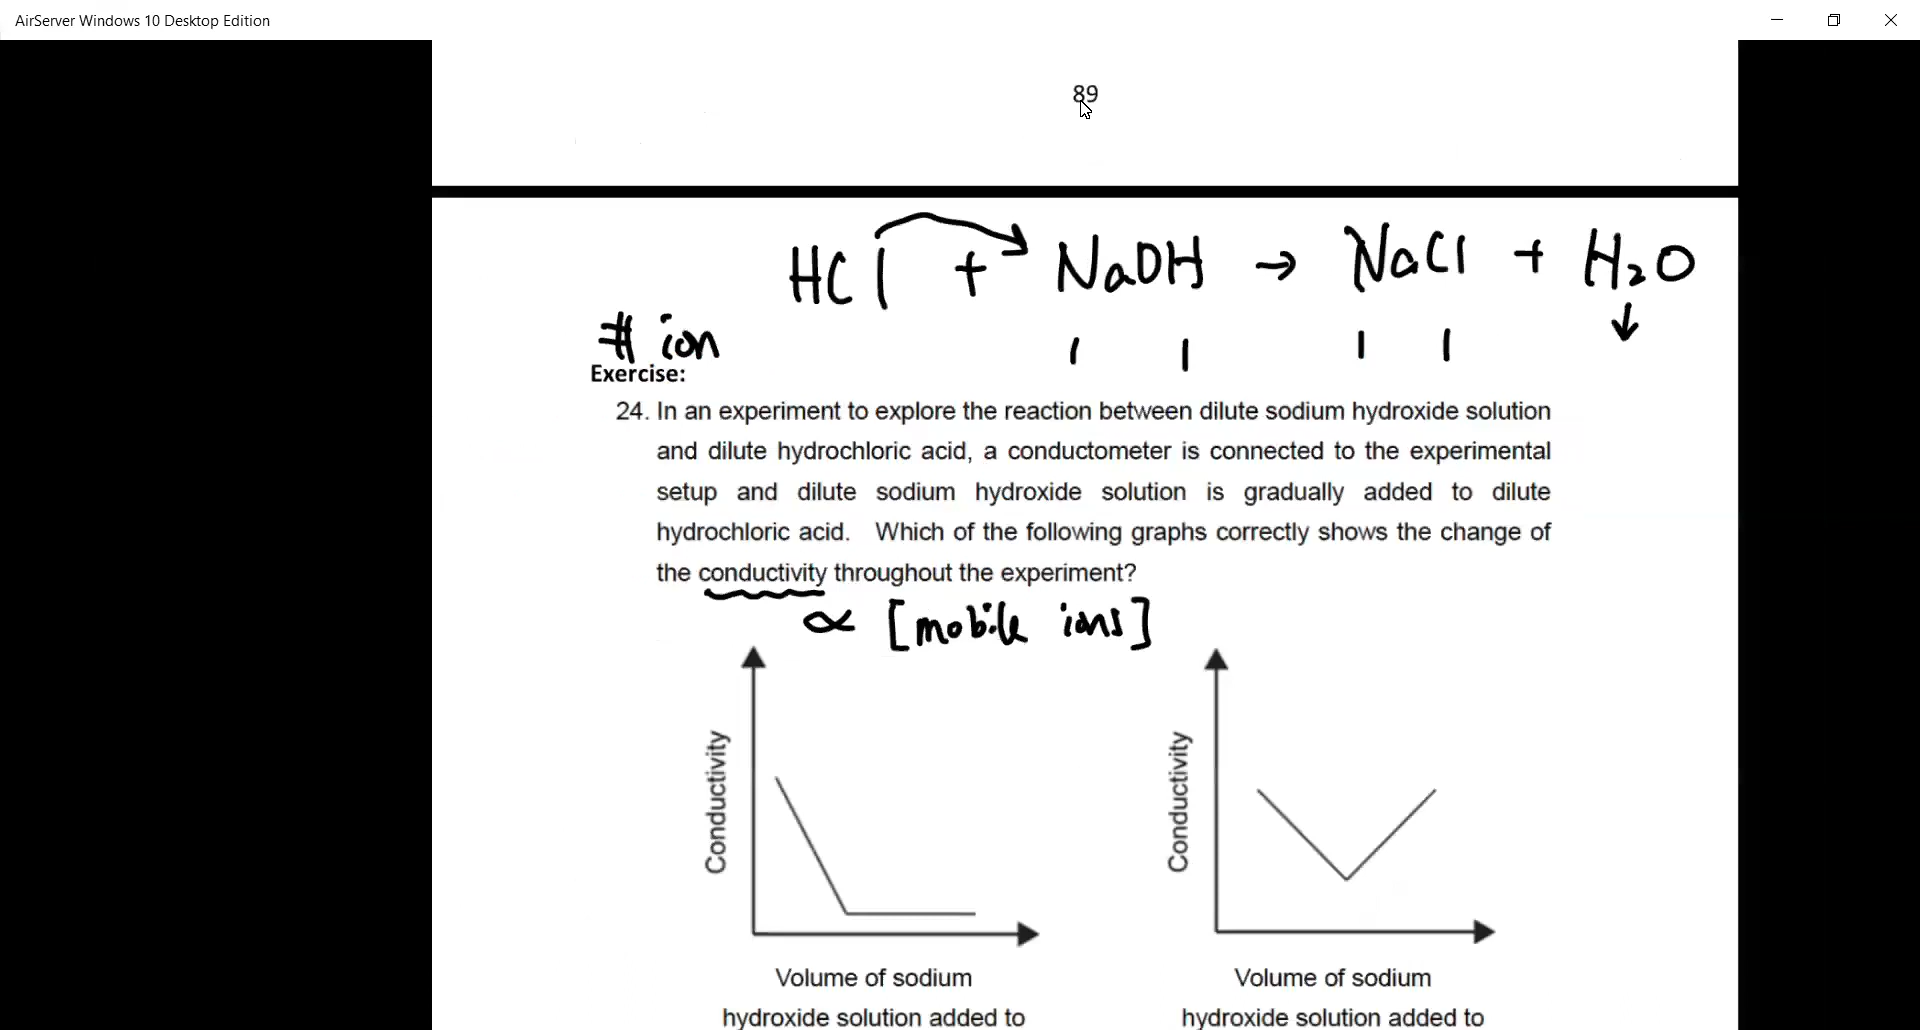 AirServer Windows 10 Desktop Edition
89
HCl + NaOH → NaCl + H₂O
# ion 1 1 1 1 ↓
Exercise:
24. In an experiment to explore the reaction between dilute sodium hydroxide solution
and dilute hydrochloric acid, a conductometer is connected to the experimental
setup and dilute sodium hydroxide solution is gradually added to dilute
hydrochloric acid. Which of the following graphs correctly shows the change of
the conductivity throughout the experiment?
∝ [mobile ions]
Conductivity
Volume of sodium
hydroxide solution added to
Conductivity
Volume of sodium
hydroxide solution added to